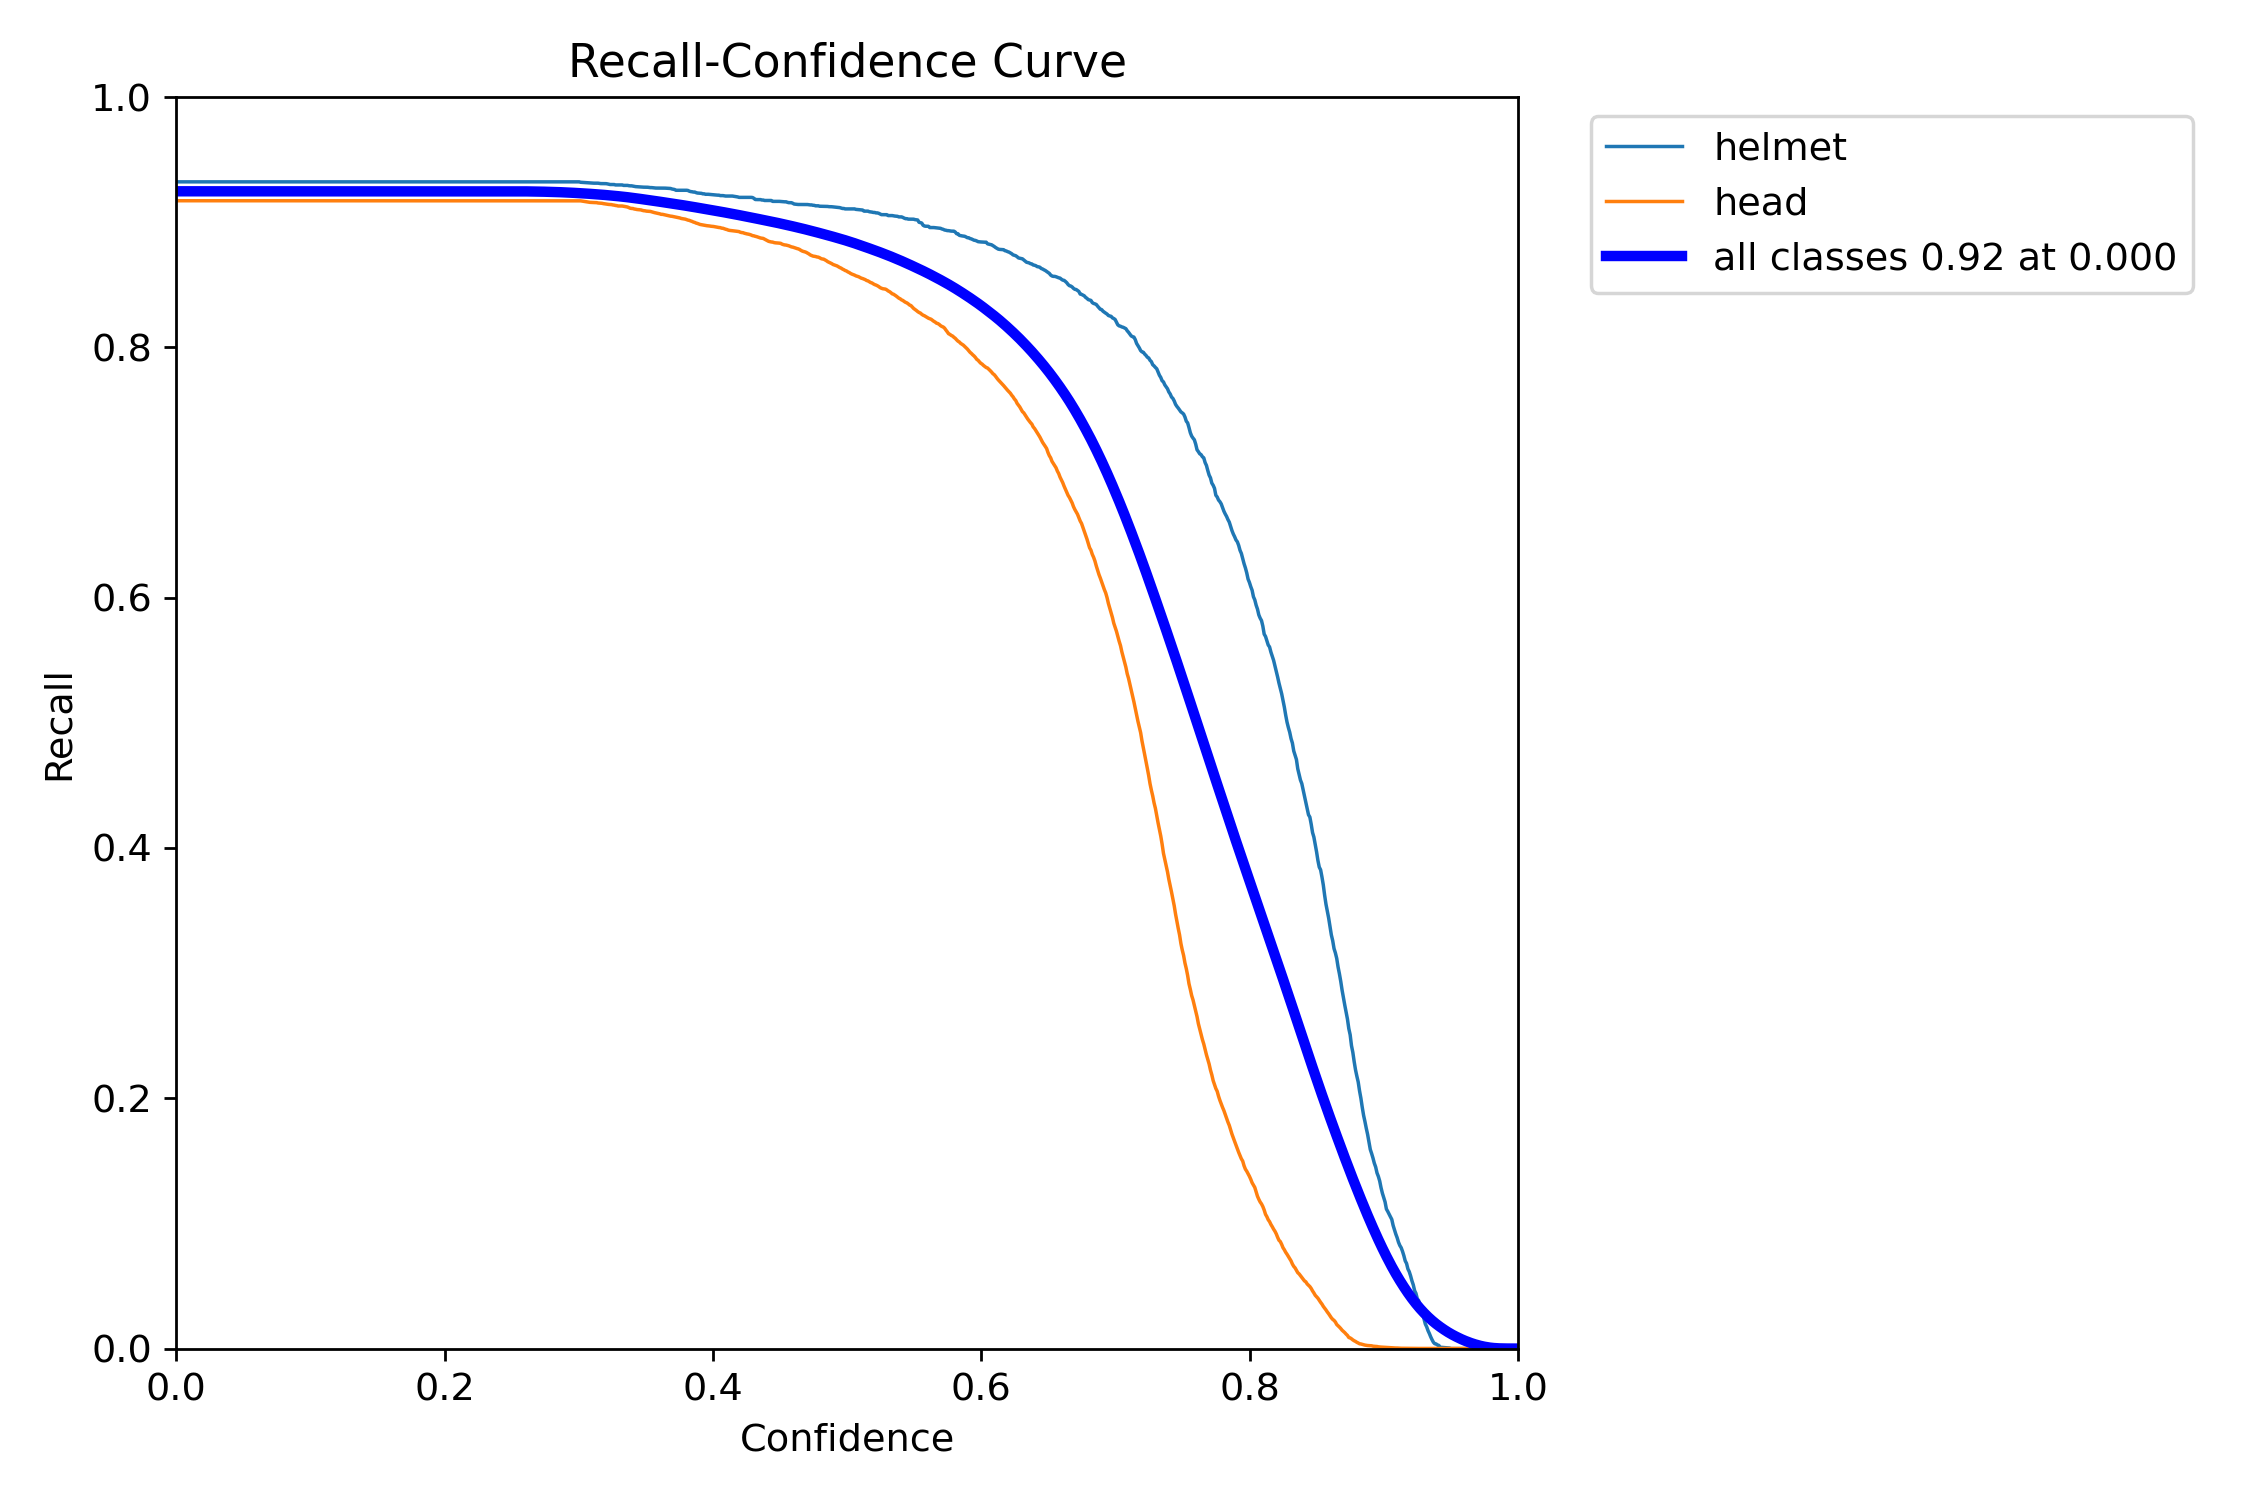 Recall-Confidence Curve
1.0
0.8
0.6
0.4
0.2
0.0
Recall
0.0 0.2 0.4 0.6 0.8 1.0
Confidence
helmet
head
all classes 0.92 at 0.000